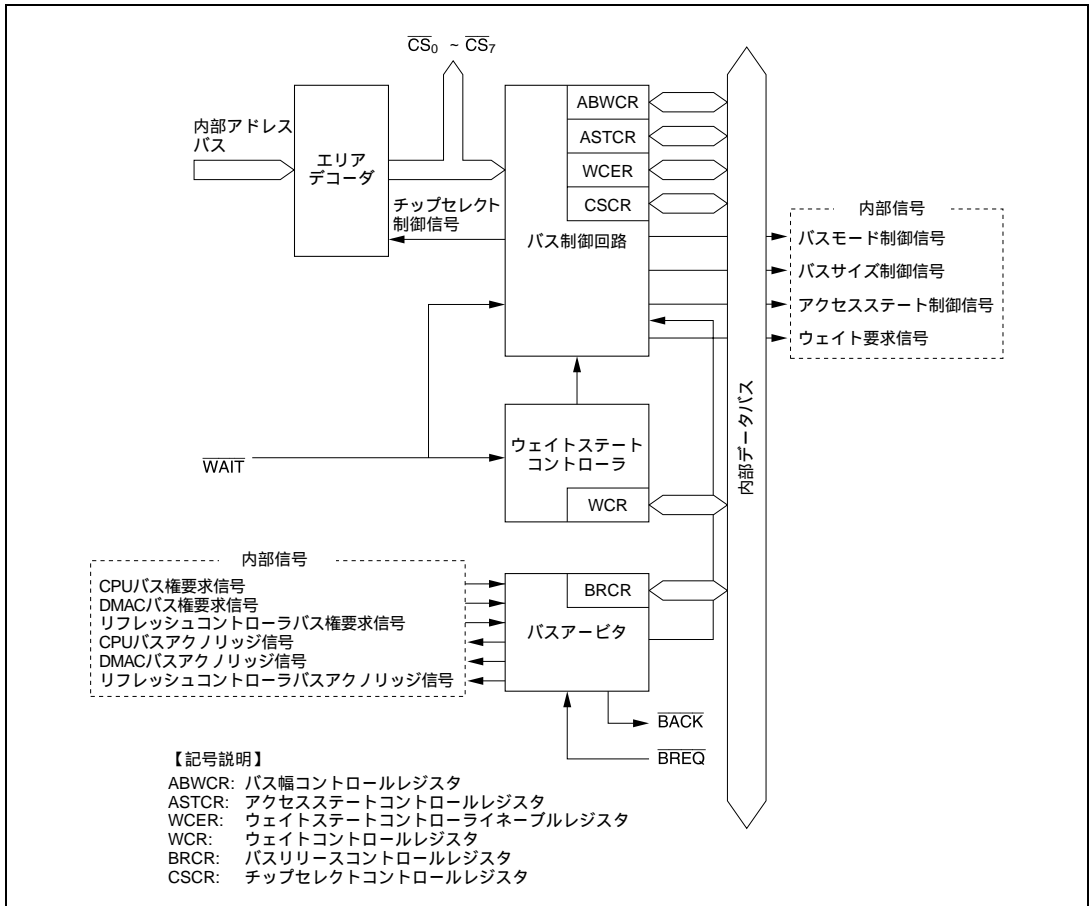 C̅S̅₀ ~ C̅S̅₇
内部アドレス
バス
エリア
デコーダ
チップセレクト
制御信号
ABWCR
ASTCR
WCER
CSCR
バス制御回路
内部信号
バスモード制御信号
バスサイズ制御信号
アクセスステート制御信号
ウェイト要求信号
W̅A̅I̅T̅
ウェイトステート
コントローラ
WCR
内部データバス
内部信号
CPUバス権要求信号
DMACバス権要求信号
リフレッシュコントローラバス権要求信号
CPUバスアクノリッジ信号
DMACバスアクノリッジ信号
リフレッシュコントローラバスアクノリッジ信号
BRCR
バスアービタ
B̅A̅C̅K̅
B̅R̅E̅Q̅
【記号説明】
ABWCR: バス幅コントロールレジスタ
ASTCR: アクセスステートコントロールレジスタ
WCER: ウェイトステートコントローライネーブルレジスタ
WCR: ウェイトコントロールレジスタ
BRCR: バスリリースコントロールレジスタ
CSCR: チップセレクトコントロールレジスタ